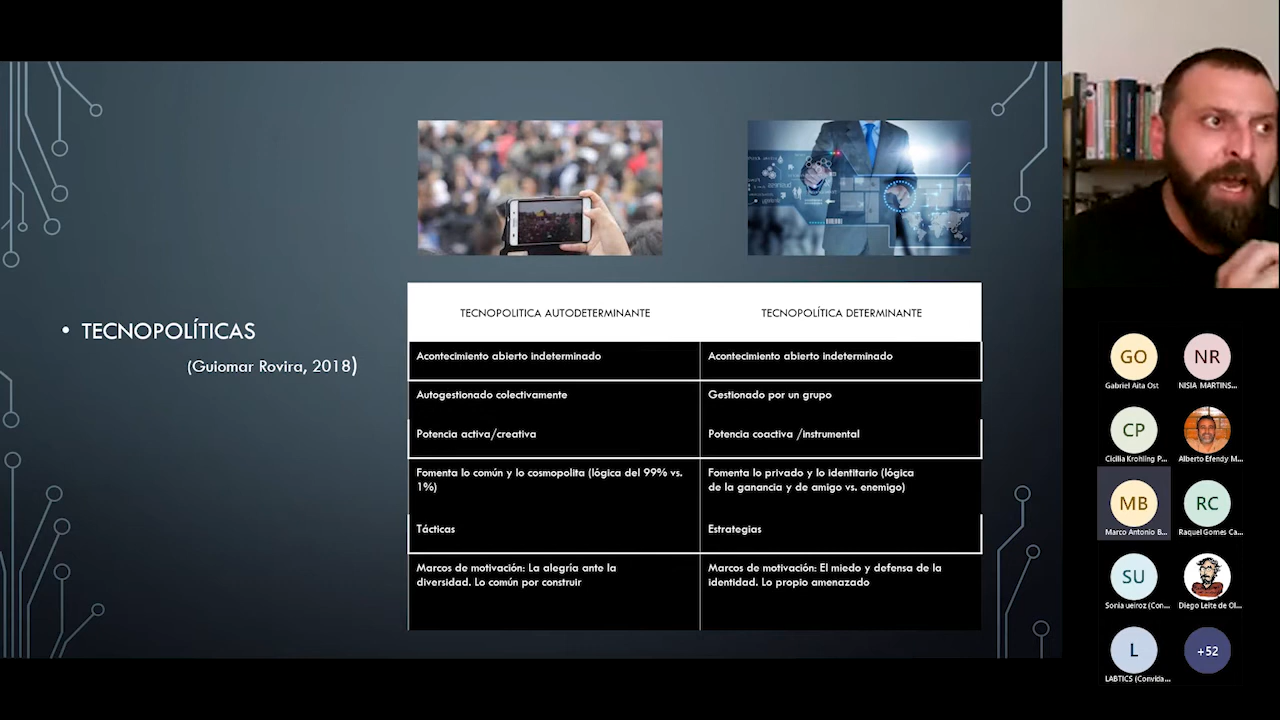 • TECNOPOLÍTICAS
(Guiomar Rovira, 2018)
TECNOPOLITICA AUTODETERMINANTE
TECNOPOLÍTICA DETERMINANTE
Acontecimiento abierto indeterminado
Acontecimiento abierto indeterminado
Autogestionado colectivamente
Gestionado por un grupo
Potencia activa/creativa
Potencia coactiva /instrumental
Fomenta lo común y lo cosmopolita (lógica del 99% vs.
1%)
Fomenta lo privado y lo identitario (lógica
de la ganancia y de amigo vs. enemigo)
Tácticas
Estrategias
Marcos de motivación: La alegría ante la
diversidad. Lo común por construir
Marcos de motivación: El miedo y defensa de la
identidad. Lo propio amenazado
GO
NR
Gabriel Aita Ost
NISIA MARTINS...
CP
Cicilia Krohling P...
Alberto Efendy M...
MB
RC
Marco Antonio B...
Raquel Gomes Ca...
SU
Sonia ueiroz (Con...
Diego Leite de Ol...
L
+52
LABTICS (Convida...